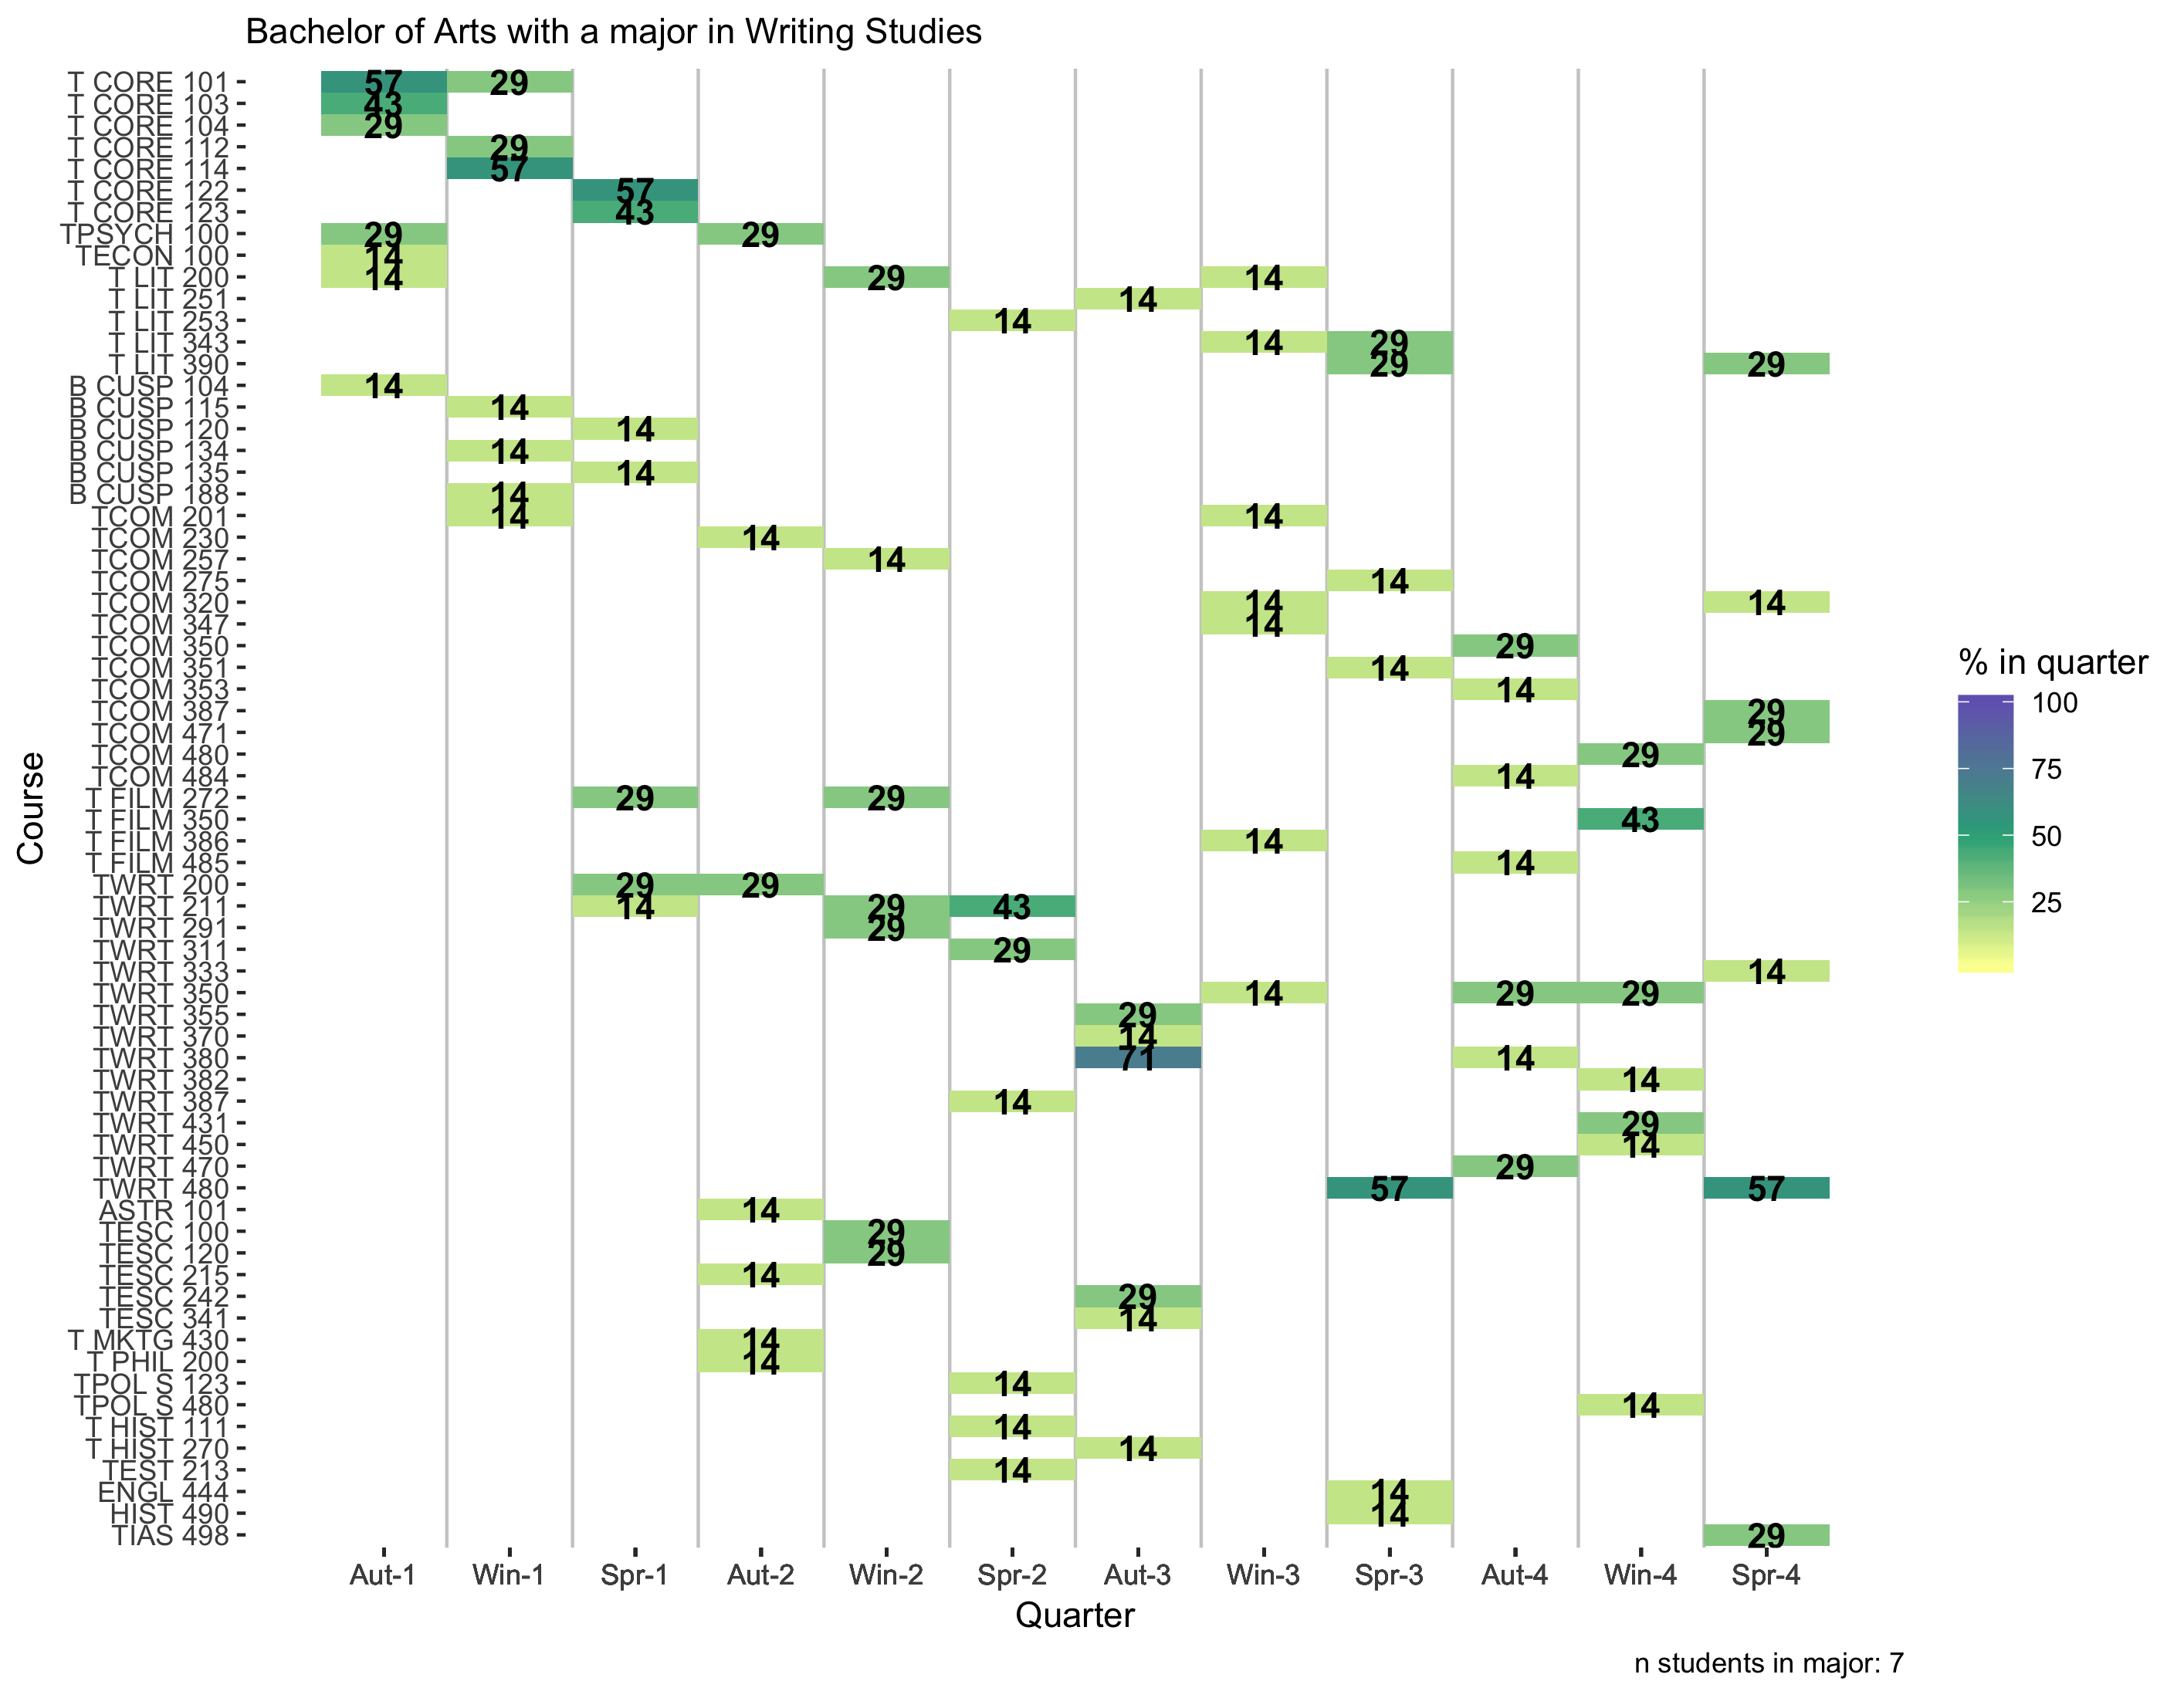 Bachelor of Arts with a major in Writing Studies
T CORE 101 57 29
T CORE 103 43
T CORE 104 29
T CORE 112 29
T CORE 114 57
T CORE 122 57
T CORE 123 43
TPSYCH 100 29 29
TECON 100 14
T LIT 200 14 29 14
T LIT 251 14
T LIT 253 14
T LIT 343 14 29
T LIT 390 29 29
B CUSP 104 14
B CUSP 115 14
B CUSP 120 14
B CUSP 134 14
B CUSP 135 14
B CUSP 188 14
TCOM 201 14 14
TCOM 230 14
TCOM 257 14
TCOM 275 14
TCOM 320 14 14
TCOM 347 14
TCOM 350 29
TCOM 351 14
TCOM 353 14
TCOM 387 29
TCOM 471 29
TCOM 480 29
TCOM 484 14
T FILM 272 29 29
T FILM 350 43
T FILM 386 14
T FILM 485 14
TWRT 200 29 29
TWRT 211 14 29 43
TWRT 291 29
TWRT 311 29
TWRT 333 14
TWRT 350 14 29 29
TWRT 355 29
TWRT 370 14
TWRT 380 71 14
TWRT 382 14
TWRT 387 14
TWRT 431 29
TWRT 450 14
TWRT 470 29
TWRT 480 57 57
ASTR 101 14
TESC 100 29
TESC 120 29
TESC 215 14
TESC 242 29
TESC 341 14
T MKTG 430 14
T PHIL 200 14
TPOL S 123 14
TPOL S 480 14
T HIST 111 14
T HIST 270 14
TEST 213 14
ENGL 444 14
HIST 490 14
TIAS 498 29
Course
Aut-1 Win-1 Spr-1 Aut-2 Win-2 Spr-2 Aut-3 Win-3 Spr-3 Aut-4 Win-4 Spr-4
Quarter
% in quarter
100
75
50
25
n students in major: 7